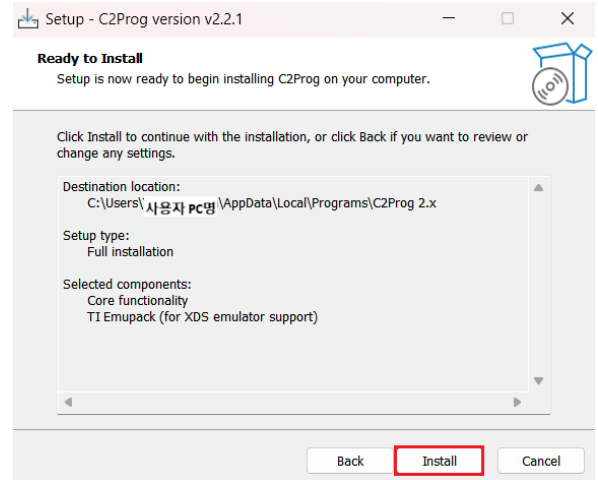 Setup - C2Prog version v2.2.1
Ready to Install
Setup is now ready to begin installing C2Prog on your computer.
Click Install to continue with the installation, or click Back if you want to review or
change any settings.
Destination location:
C:\Users\사용자 PC명\AppData\Local\Programs\C2Prog 2.x
Setup type:
Full installation
Selected components:
Core functionality
TI Emupack (for XDS emulator support)
Back Install Cancel